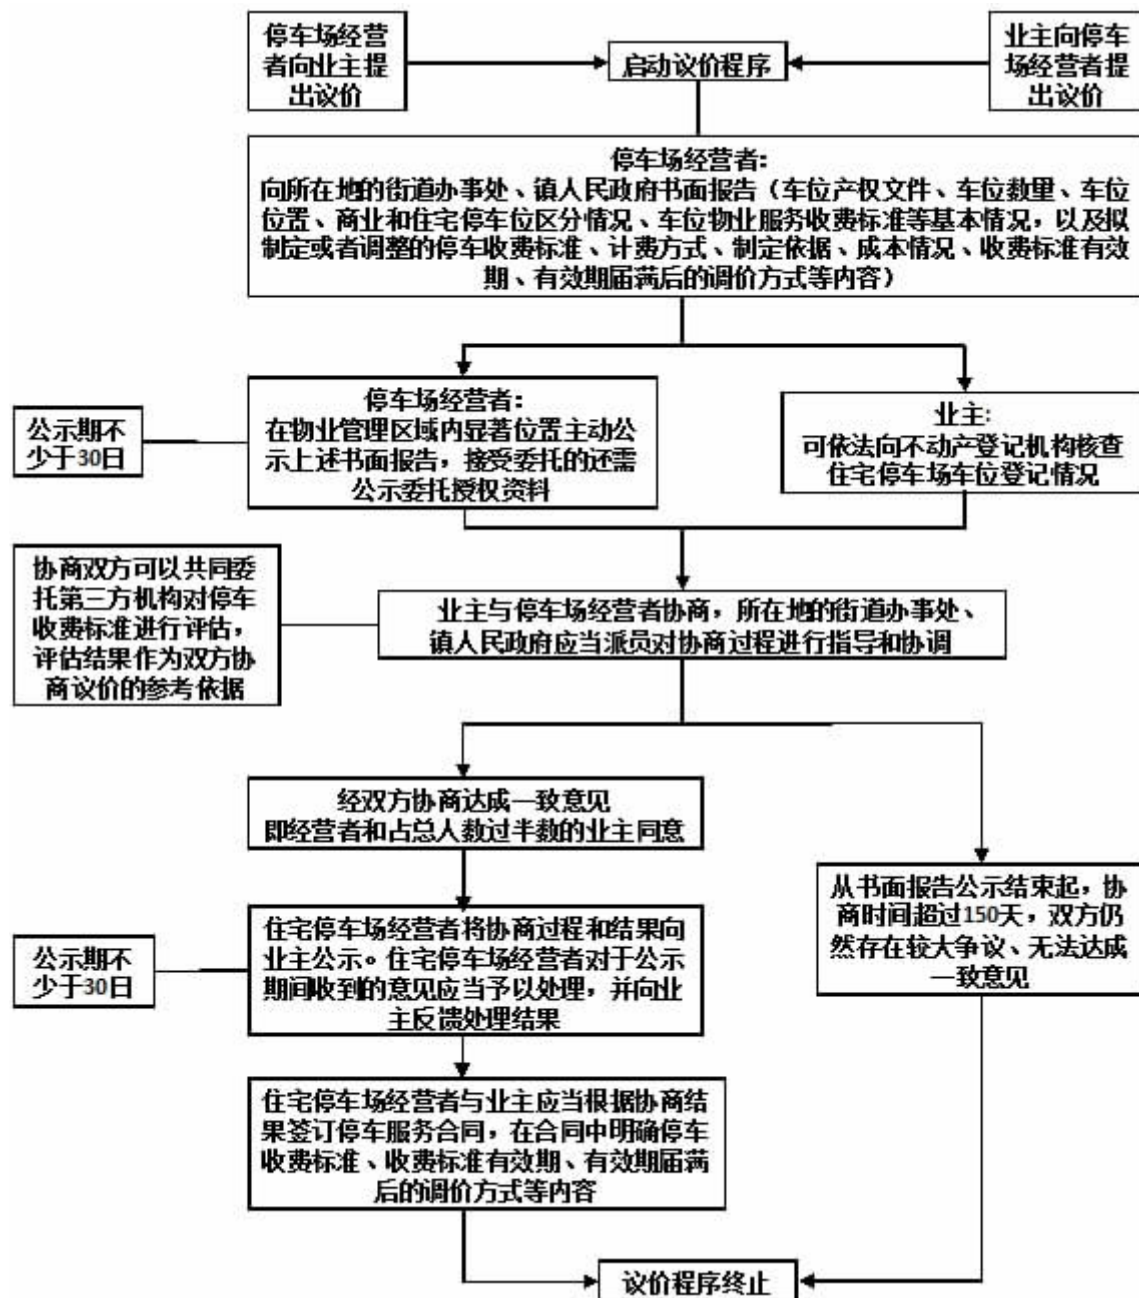 停车场经营
者向业主提
出议价
启动议价程序
业主向停车
场经营者提
出议价
停车场经营者：
向所在地的街道办事处、镇人民政府书面报告（车位产权文件、车位数量、车位
位置、商业和住宅停车位区分情况、车位物业服务收费标准等基本情况，以及拟
制定或者调整的停车收费标准、计费方式、制定依据、成本情况、收费标准有效
期、有效期届满后的调价方式等内容）
公示期不
少于30日
停车场经营者：
在物业管理区域内显著位置主动公
示上述书面报告，接受委托的还需
公示委托授权资料
业主：
可依法向不动产登记机构核查
住宅停车场车位登记情况
协商双方可以共同委
托第三方机构对停车
收费标准进行评估，
评估结果作为双方协
商议价的参考依据
业主与停车场经营者协商，所在地的街道办事处、
镇人民政府应当派员对协商过程进行指导和协调
经双方协商达成一致意见
即经营者和占总人数过半数的业主同意
从书面报告公示结束起，协
商时间超过150天，双方仍
然存在较大争议、无法达成
一致意见
公示期不
少于30日
住宅停车场经营者将协商过程和结果向
业主公示。住宅停车场经营者对于公示
期间收到的意见应当予以处理，并向业
主反馈处理结果
住宅停车场经营者与业主应当根据协商结
果签订停车服务合同，在合同中明确停车
收费标准、收费标准有效期、有效期届满
后的调价方式等内容
议价程序终止